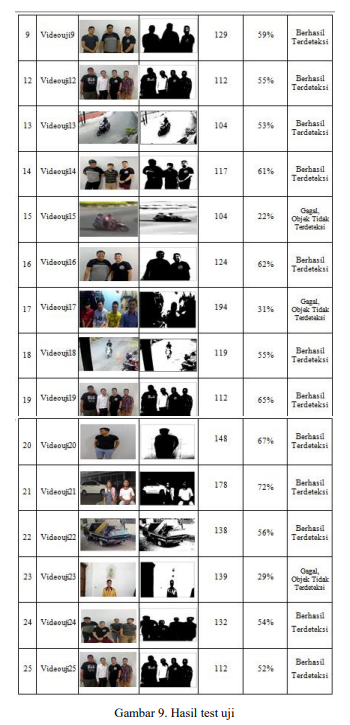 9 Videouji9 129 59% Berhasil
Terdeteksi
12 Videouji12 112 55% Berhasil
Terdeteksi
13 Videouji13 104 53% Berhasil
Terdeteksi
14 Videouji14 117 61% Berhasil
Terdeteksi
15 Videouji15 104 22% Gagal,
Objek Tidak
Terdeteksi
16 Videouji16 124 62% Berhasil
Terdeteksi
17 Videouji17 194 31% Gagal,
Objek Tidak
Terdeteksi
18 Videouji18 119 55% Berhasil
Terdeteksi
19 Videouji19 112 65% Berhasil
Terdeteksi
20 Videouji20 148 67% Berhasil
Terdeteksi
21 Videouji21 178 72% Berhasil
Terdeteksi
22 Videouji22 138 56% Berhasil
Terdeteksi
23 Videouji23 139 29% Gagal,
Objek Tidak
Terdeteksi
24 Videouji24 132 54% Berhasil
Terdeteksi
25 Videouji25 112 52% Berhasil
Terdeteksi
Gambar 9. Hasil test uji